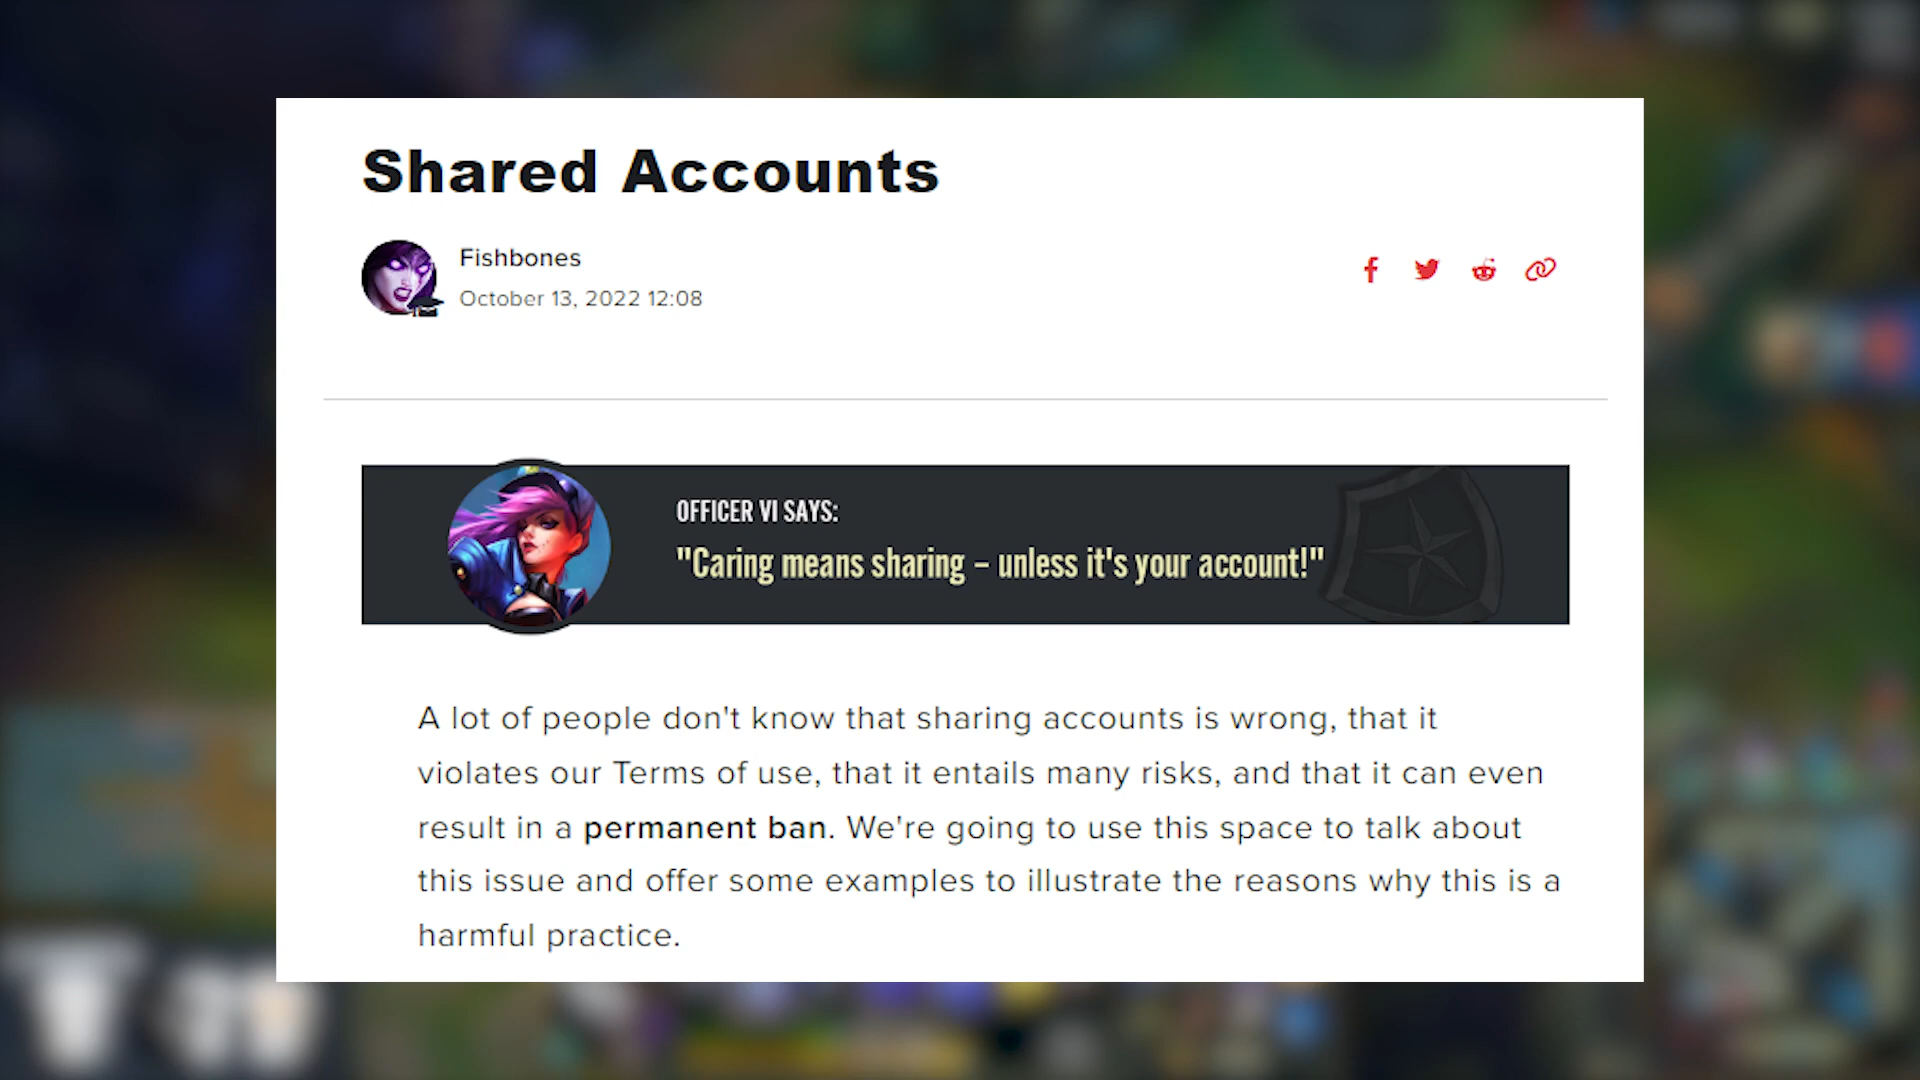 Shared Accounts
Fishbones
October 13, 2022 12:08
OFFICER VI SAYS:
"Caring means sharing – unless it's your account!"
A lot of people don't know that sharing accounts is wrong, that it
violates our Terms of use, that it entails many risks, and that it can even
result in a permanent ban. We're going to use this space to talk about
this issue and offer some examples to illustrate the reasons why this is a
harmful practice.